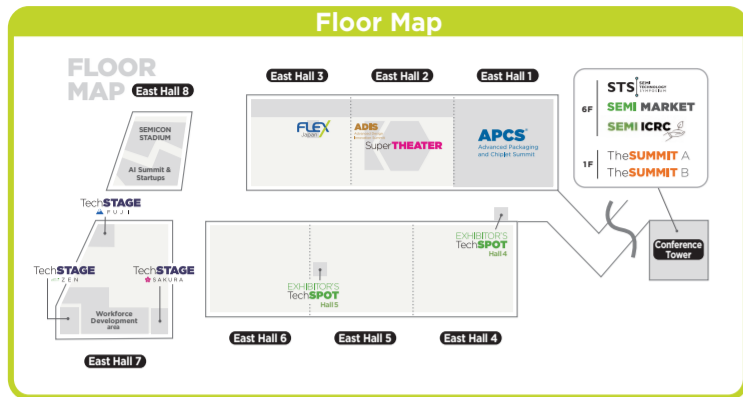 Floor Map
FLOOR
MAP
East Hall 8
East Hall 3
East Hall 2
East Hall 1
SEMICON
STADIUM
AI Summit &
Startups
FLEX
Japan
ADIS
SuperTHEATER
APCS
Advanced Packaging
and Chiplet Summit
6F
STS
SEMI
TECHNOLOGY
SYMPOSIUM
SEMI MARKET
SEMI ICRC
1F
TheSUMMIT A
TheSUMMIT B
TechSTAGE
FUJI
TechSTAGE
ZEN
TechSTAGE
SAKURA
Workforce
Development
area
East Hall 7
EXHIBITOR'S
TechSPOT
Hall 4
EXHIBITOR'S
TechSPOT
Hall 5
Conference
Tower
East Hall 6
East Hall 5
East Hall 4